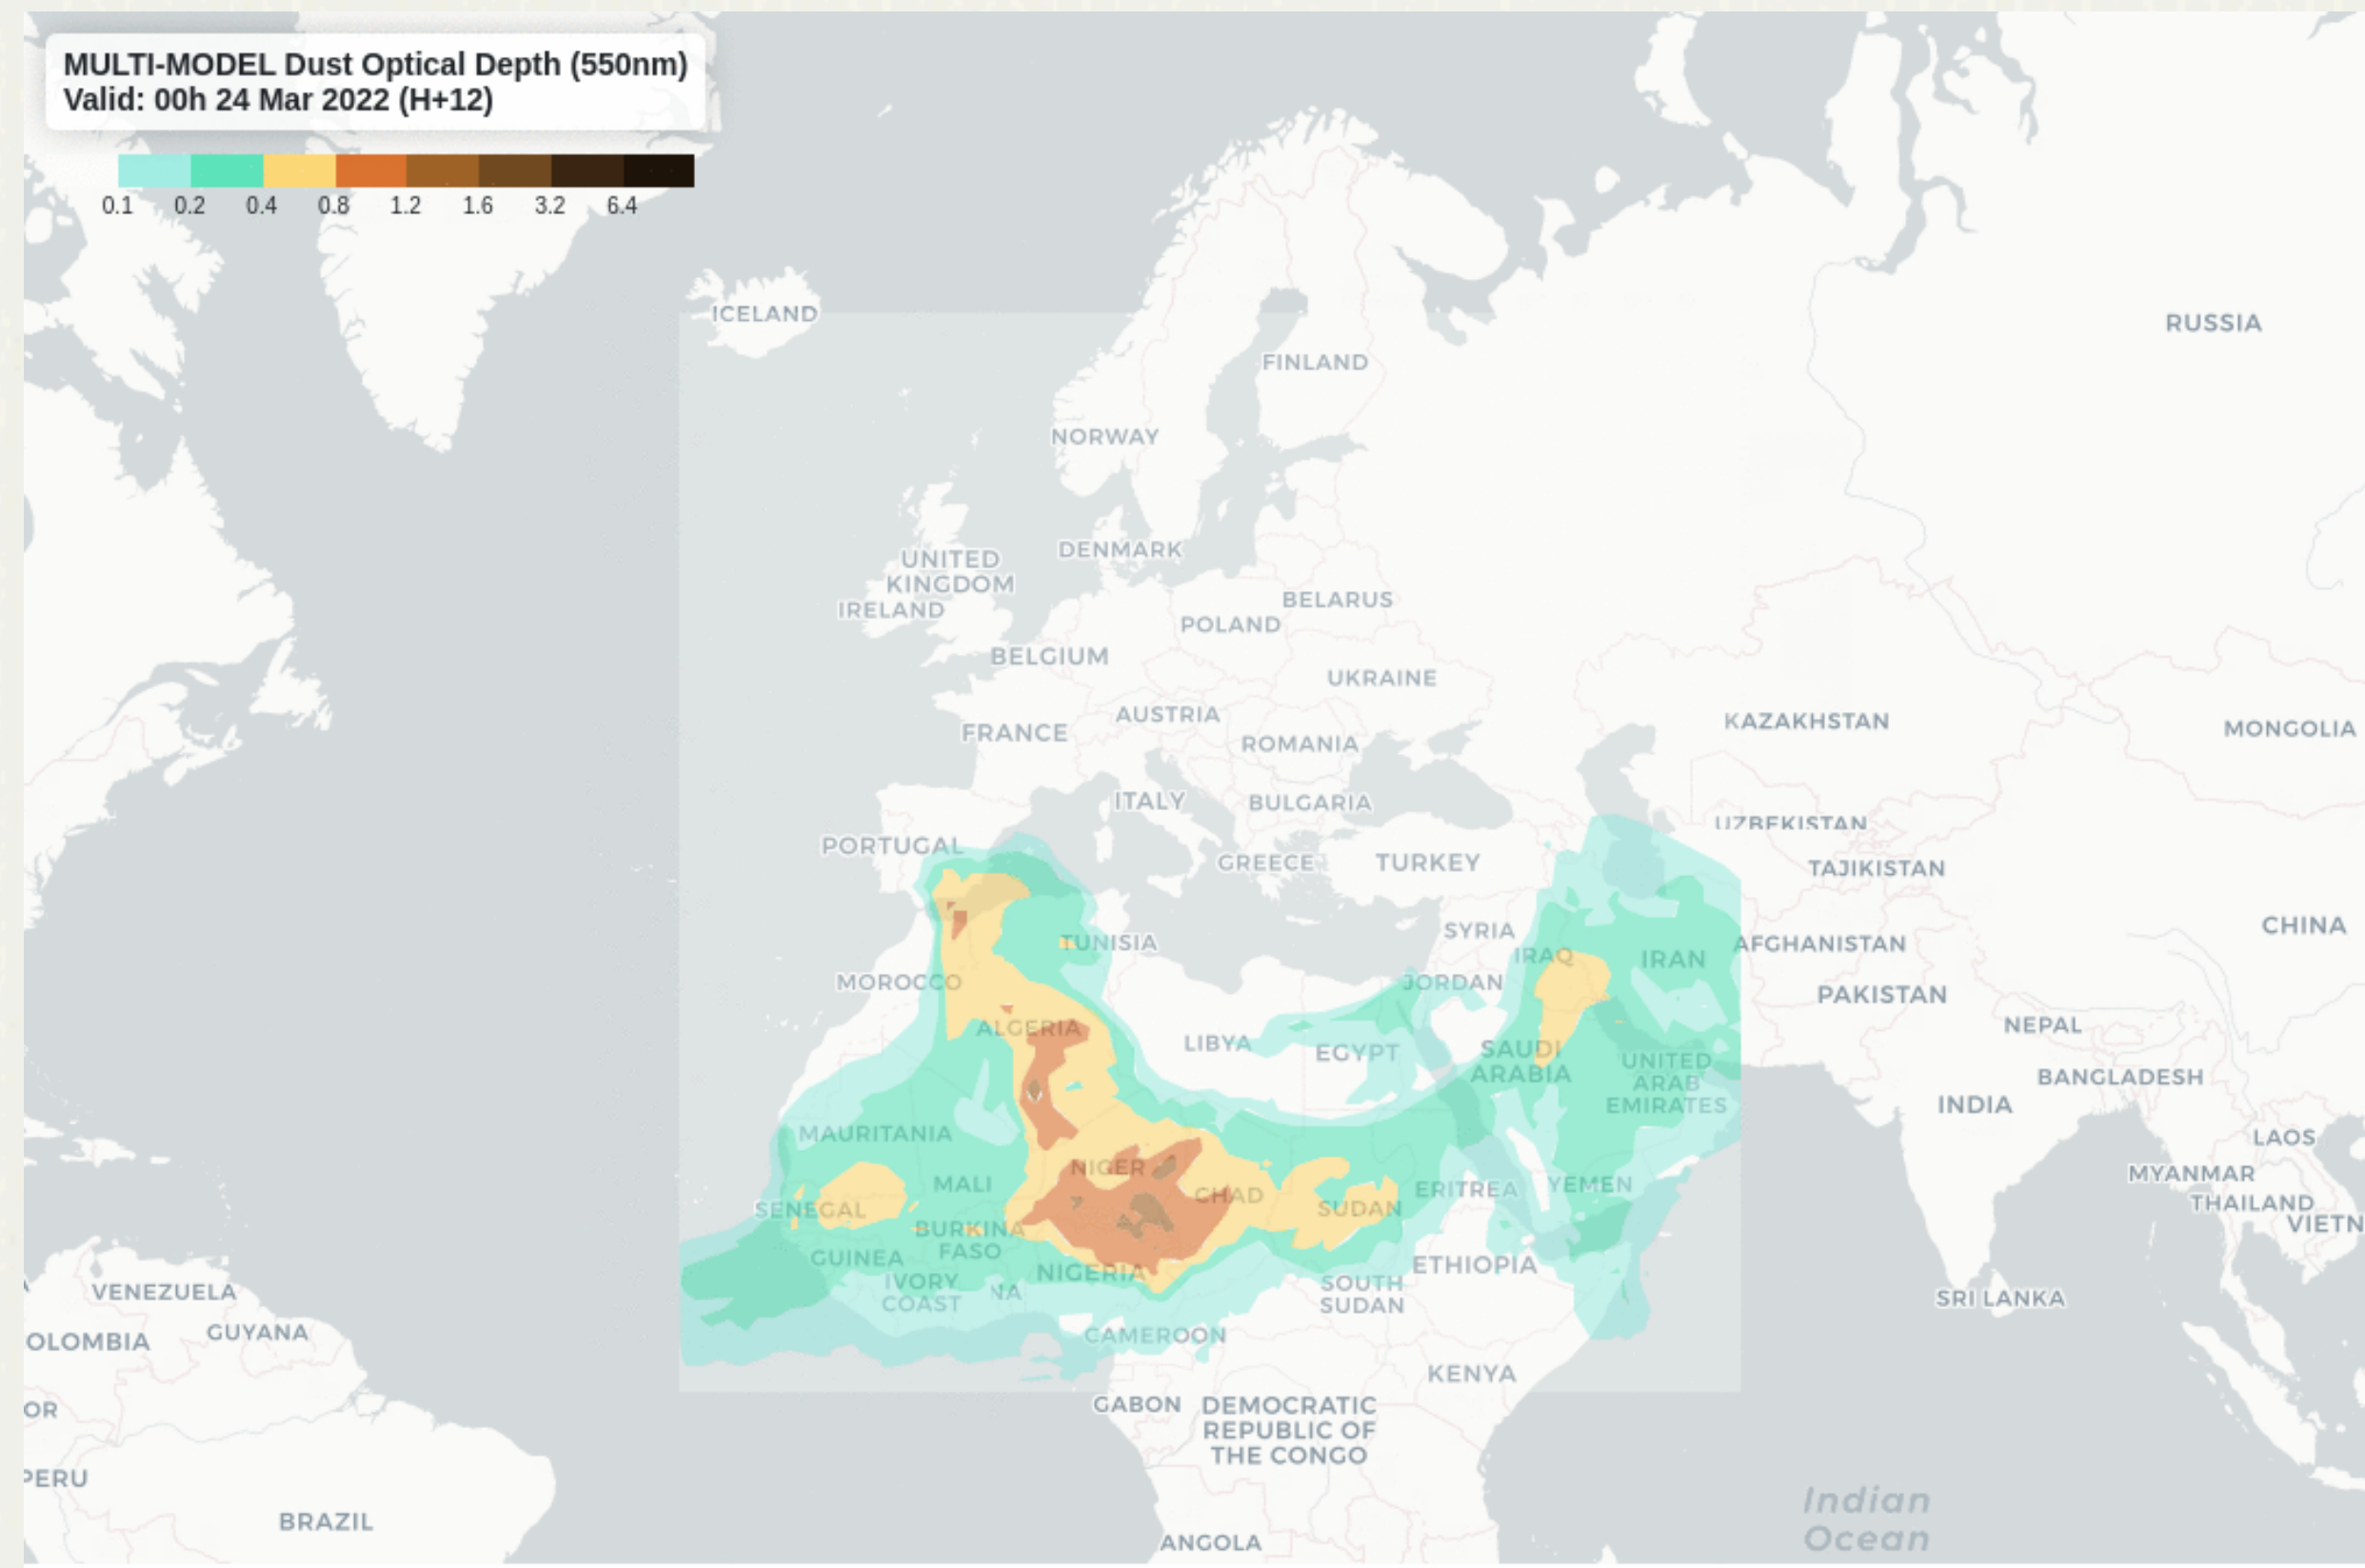 MULTI-MODEL Dust Optical Depth (550nm)
Valid: 00h 24 Mar 2022 (H+12)
0.1 0.2 0.4 0.8 1.2 1.6 3.2 6.4
ICELAND
RUSSIA
FINLAND
NORWAY
DENMARK
UNITED
KINGDOM
IRELAND
BELARUS
POLAND
BELGIUM
UKRAINE
AUSTRIA
KAZAKHSTAN
MONGOLIA
FRANCE
ROMANIA
ITALY
BULGARIA
UZBEKISTAN
PORTUGAL
GREECE
TURKEY
TAJIKISTAN
CHINA
SYRIA
TUNISIA
AFGHANISTAN
IRAQ
IRAN
MOROCCO
JORDAN
PAKISTAN
ALGERIA
NEPAL
LIBYA
EGYPT
SAUDI
ARABIA
UNITED
ARAB
EMIRATES
BANGLADESH
INDIA
MAURITANIA
LAOS
NIGER
MYANMAR
MALI
ERITREA
YEMEN
CHAD
THAILAND
SENEGAL
SUDAN
VIETN
BURKINA
FASO
GUINEA
ETHIOPIA
NIGERIA
IVORY
COAST
NA
SOUTH
SUDAN
VENEZUELA
SRI LANKA
GUYANA
OLOMBIA
CAMEROON
KENYA
GABON
DEMOCRATIC
REPUBLIC OF
THE CONGO
OR
PERU
BRAZIL
Indian
Ocean
ANGOLA